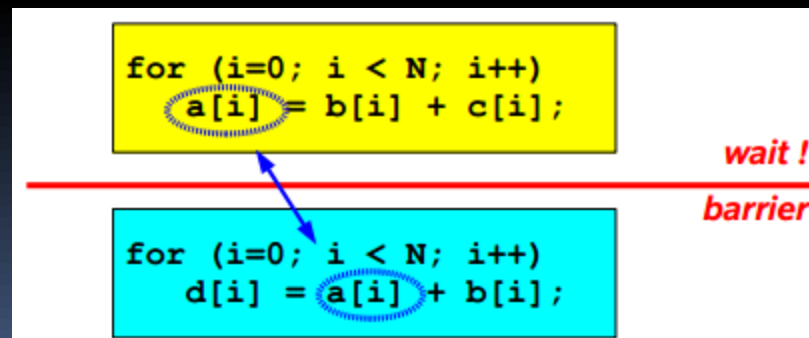 for (i=0; i < N; i++)
a[i] = b[i] + c[i];
wait !
barrier
for (i=0; i < N; i++)
d[i] = a[i] + b[i];